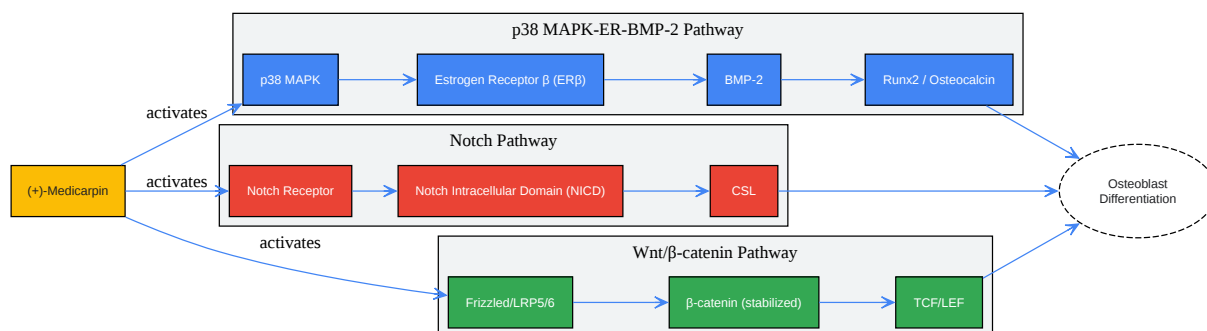 p38 MAPK-ER-BMP-2 Pathway
p38 MAPK
Estrogen Receptor β (ERβ)
BMP-2
Runx2 / Osteocalcin
activates
Notch Pathway
(+)-Medicarpin
activates
Notch Receptor
Notch Intracellular Domain (NICD)
CSL
Osteoblast
Differentiation
activates
Wnt/β-catenin Pathway
Frizzled/LRP5/6
β-catenin (stabilized)
TCF/LEF